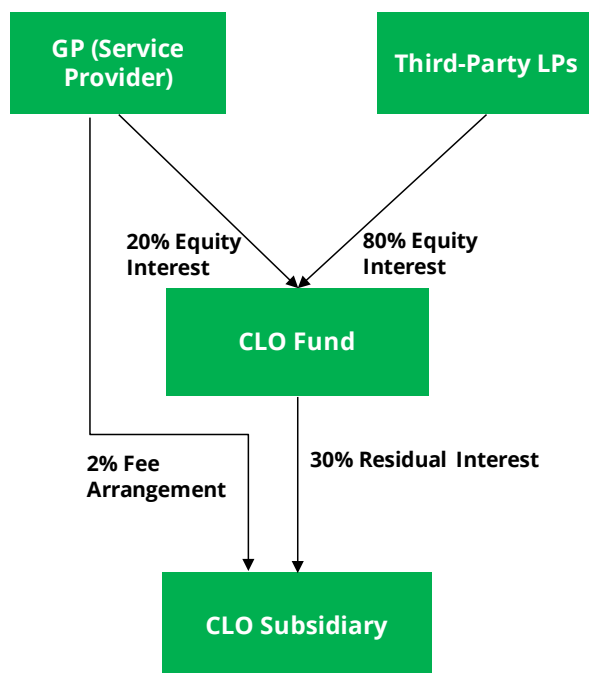 GP (Service
Provider)
Third-Party LPs
20% Equity
Interest
80% Equity
Interest
CLO Fund
2% Fee
Arrangement
30% Residual Interest
CLO Subsidiary